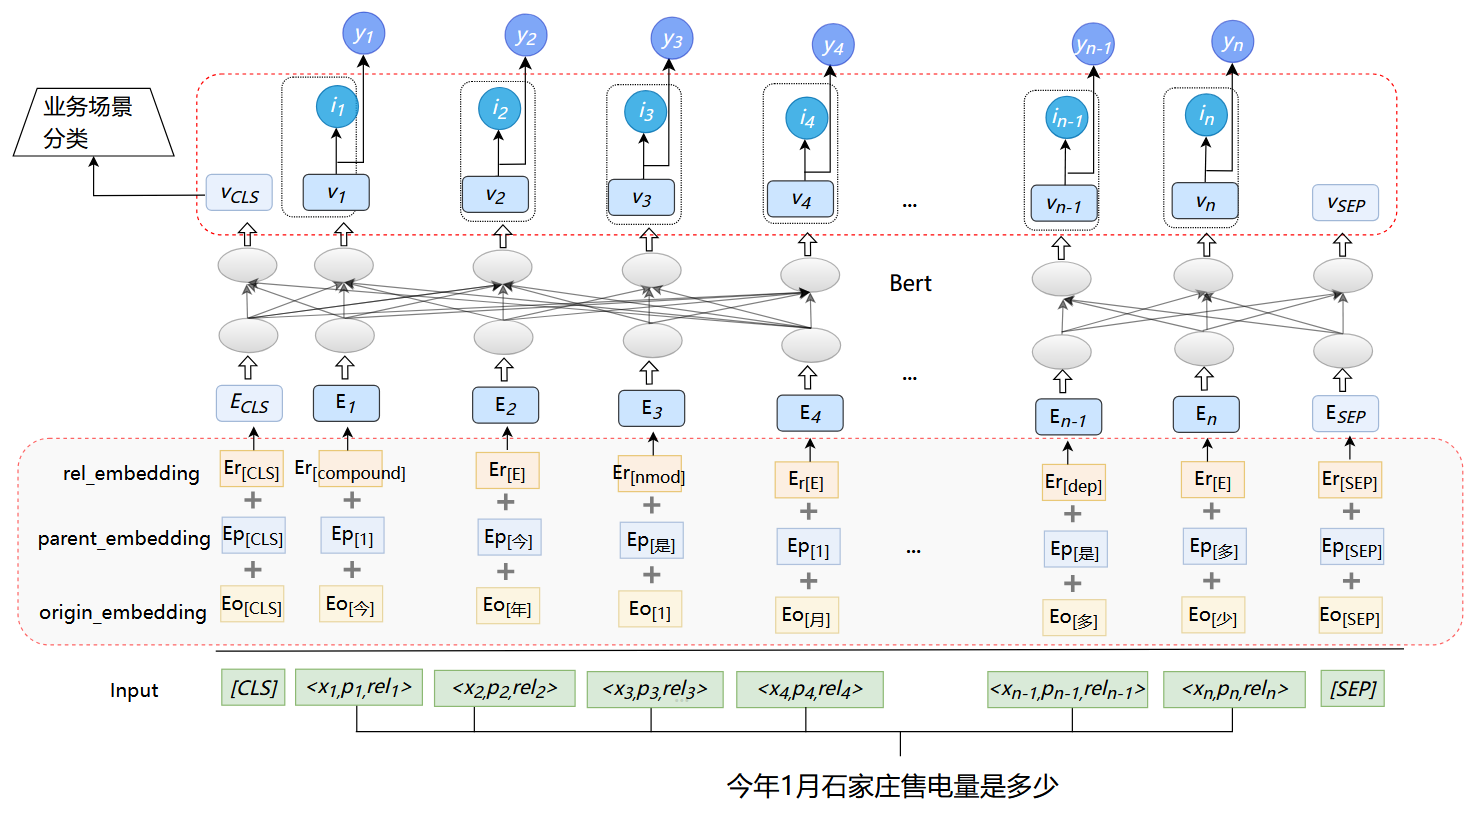 y1 y2 y3 y4 yn-1 yn
业务场景
分类
i1 i2 i3 i4 in-1 in
vCLS v1 v2 v3 v4 ... vn-1 vn vSEP
Bert
...
ECLS E1 E2 E3 E4 En-1 En ESEP
rel_embedding Er[CLS] Er[compound] Er[E] Er[nmod] Er[E] Er[dep] Er[E] Er[SEP]
+ + + + + + + +
parent_embedding Ep[CLS] Ep[1] Ep[今] Ep[是] Ep[1] ... Ep[是] Ep[多] Ep[SEP]
+ + + + + + + +
origin_embedding Eo[CLS] Eo[今] Eo[年] Eo[1] Eo[月] Eo[多] Eo[少] Eo[SEP]
Input [CLS] <x1,p1,rel1> <x2,p2,rel2> <x3,p3,rel3> <x4,p4,rel4> <xn-1,pn-1,reln-1> <xn,pn,reln> [SEP]
今年1月石家庄售电量是多少